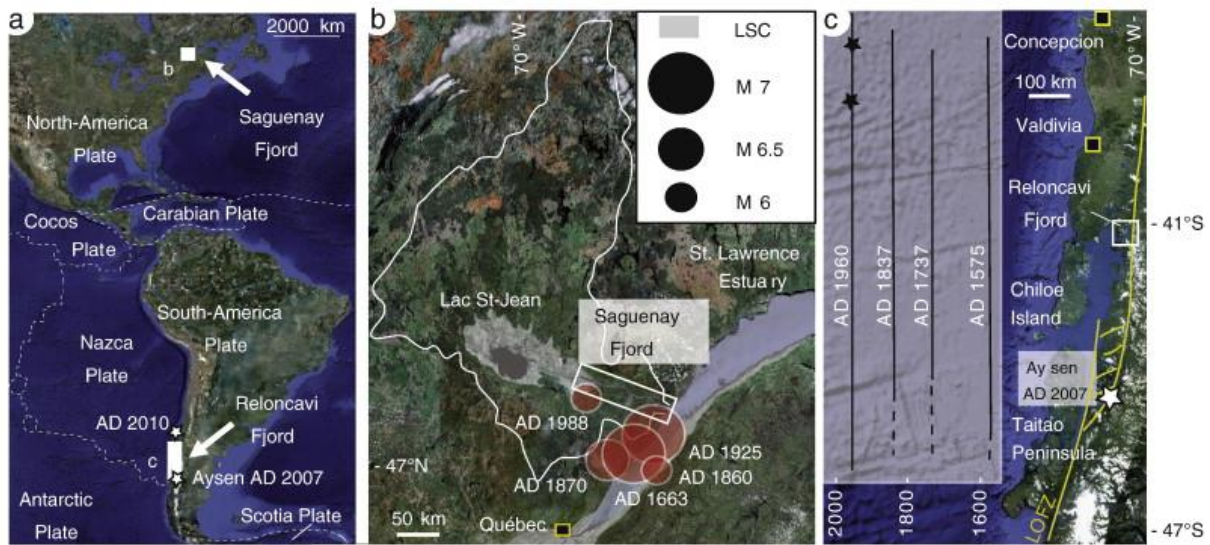 a
2000 km
b
Saguenay
Fjord
North-America
Plate
Cocos
Plate
Carabian Plate
South-America
Plate
Nazca
Plate
AD 2010
Reloncavi
Fjord
c
Aysen AD 2007
Antarctic
Plate
Scotia Plate
b
70° W-
LSC
M 7
M 6.5
M 6
St. Lawrence
Estuary
Lac St-Jean
Saguenay
Fjord
AD 1988
AD 1925
- 47°N
AD 1860
AD 1870
AD 1663
Québec
50 km
c
70° W-
Concepcion
100 km
Valdivia
Reloncavi
Fjord
- 41°S
AD 1960
AD 1837
AD 1737
AD 1575
Chiloe
Island
Ay sen
AD 2007
Taitao
Peninsula
2000
1800
1600
LOFZ
- 47°S